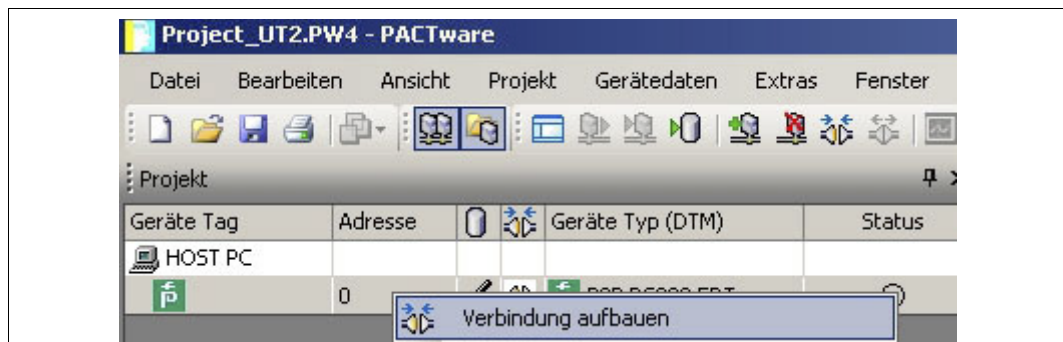 Project_UT2.PW4 - PACTware
Datei Bearbeiten Ansicht Projekt Gerätedaten Extras Fenster
Projekt
Geräte Tag Adresse Geräte Typ (DTM) Status
HOST PC
0
Verbindung aufbauen